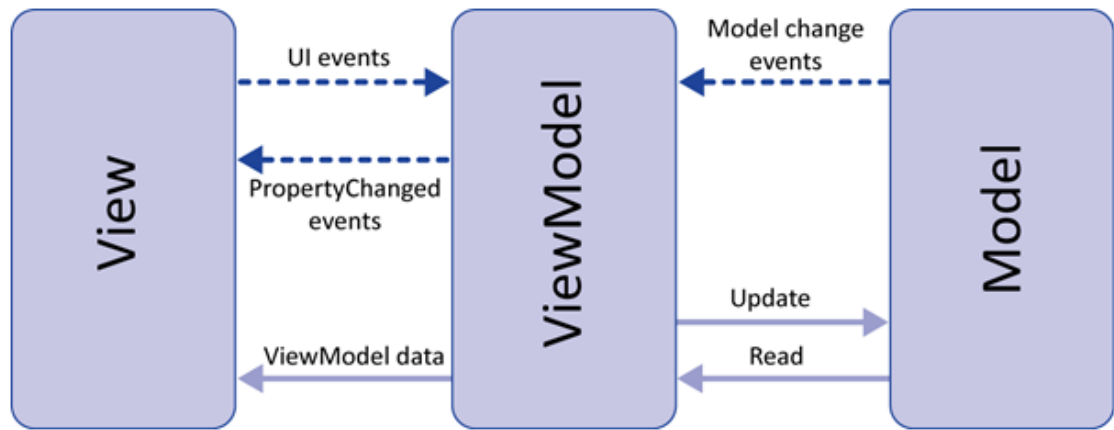 View
UI events
PropertyChanged
events
ViewModel data
ViewModel
Model change
events
Update
Read
Model